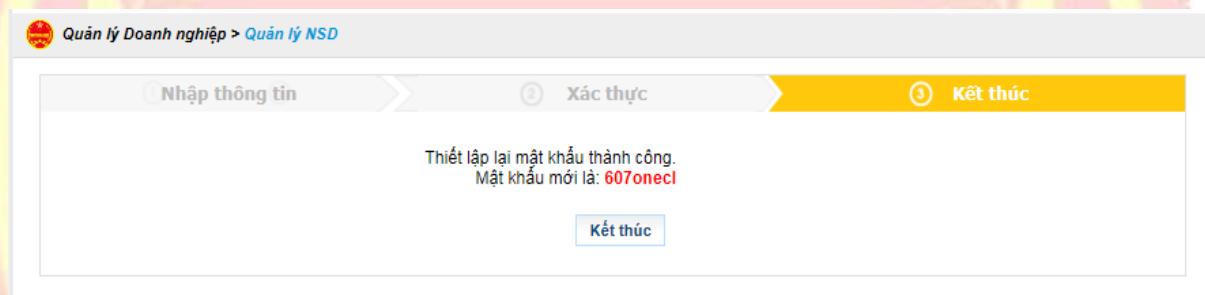 Quản lý Doanh nghiệp > Quản lý NSD
1 Nhập thông tin
2 Xác thực
3 Kết thúc
Thiết lập lại mật khẩu thành công.
Mật khẩu mới là: 607onecl
Kết thúc